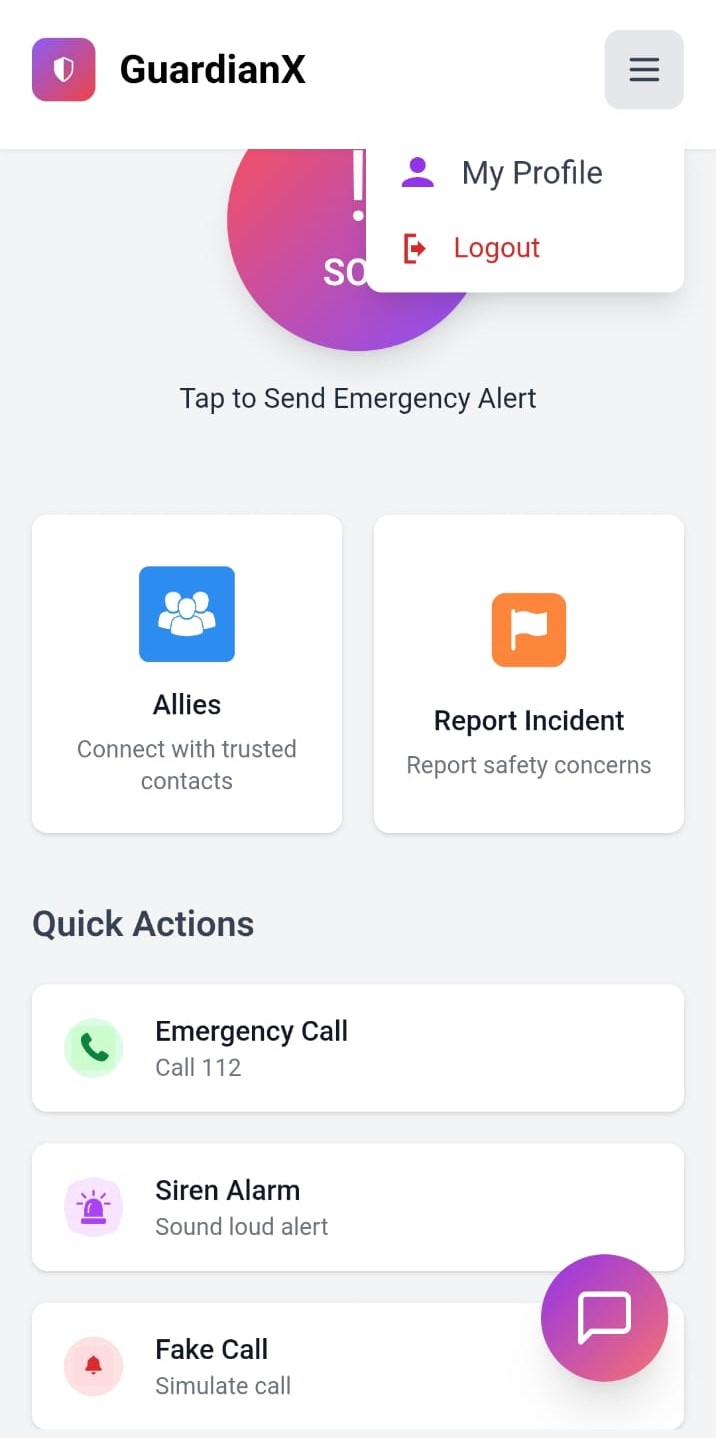 GuardianX
My Profile
Logout
!
SO
Tap to Send Emergency Alert
Allies
Connect with trusted
contacts
Report Incident
Report safety concerns
Quick Actions
Emergency Call
Call 112
Siren Alarm
Sound loud alert
Fake Call
Simulate call